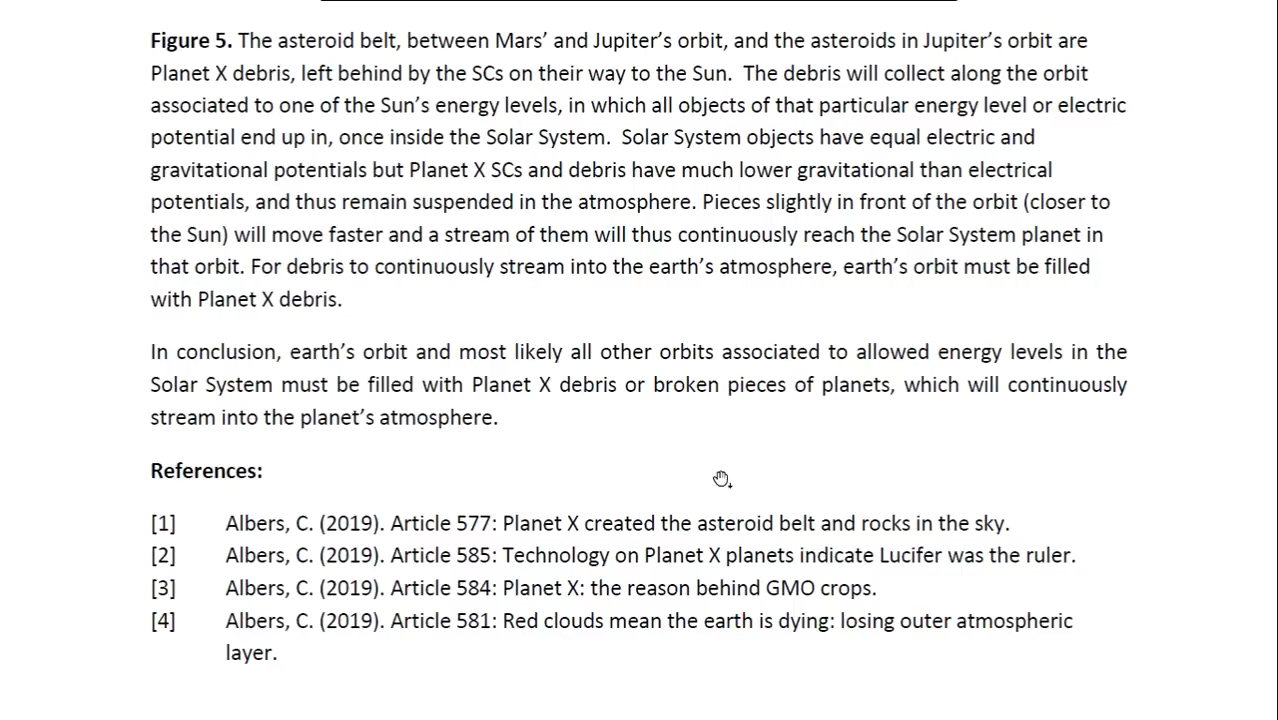 Figure 5. The asteroid belt, between Mars’ and Jupiter’s orbit, and the asteroids in Jupiter’s orbit are
Planet X debris, left behind by the SCs on their way to the Sun.  The debris will collect along the orbit
associated to one of the Sun’s energy levels, in which all objects of that particular energy level or electric
potential end up in, once inside the Solar System.  Solar System objects have equal electric and
gravitational potentials but Planet X SCs and debris have much lower gravitational than electrical
potentials, and thus remain suspended in the atmosphere. Pieces slightly in front of the orbit (closer to
the Sun) will move faster and a stream of them will thus continuously reach the Solar System planet in
that orbit. For debris to continuously stream into the earth’s atmosphere, earth’s orbit must be filled
with Planet X debris.
In conclusion, earth’s orbit and most likely all other orbits associated to allowed energy levels in the
Solar System must be filled with Planet X debris or broken pieces of planets, which will continuously
stream into the planet’s atmosphere.
References:
[1] Albers, C. (2019). Article 577: Planet X created the asteroid belt and rocks in the sky.
[2] Albers, C. (2019). Article 585: Technology on Planet X planets indicate Lucifer was the ruler.
[3] Albers, C. (2019). Article 584: Planet X: the reason behind GMO crops.
[4] Albers, C. (2019). Article 581: Red clouds mean the earth is dying: losing outer atmospheric
layer.